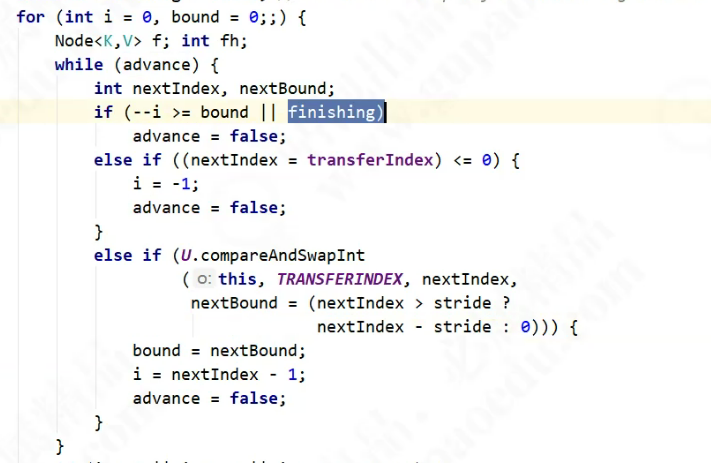 for (int i = 0, bound = 0;;) {
    Node<K,V> f; int fh;
    while (advance) {
        int nextIndex, nextBound;
        if (--i >= bound || finishing)
            advance = false;
        else if ((nextIndex = transferIndex) <= 0) {
            i = -1;
            advance = false;
        }
        else if (U.compareAndSwapInt
                 ( o: this, TRANSFERINDEX, nextIndex,
                  nextBound = (nextIndex > stride ?
                               nextIndex - stride : 0))) {
            bound = nextBound;
            i = nextIndex - 1;
            advance = false;
        }
    }